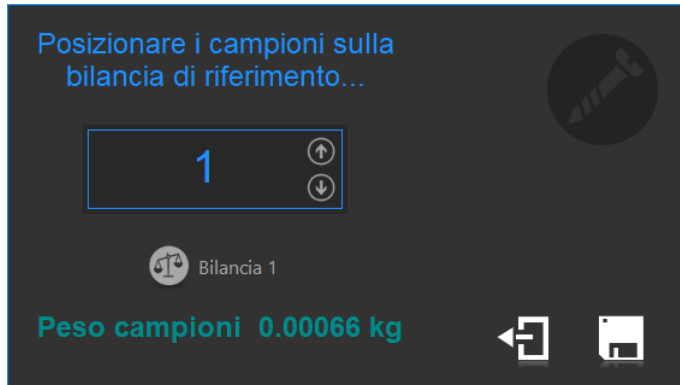 Posizionare i campioni sulla
bilancia di riferimento...
1
Bilancia 1
Peso campioni 0.00066 kg